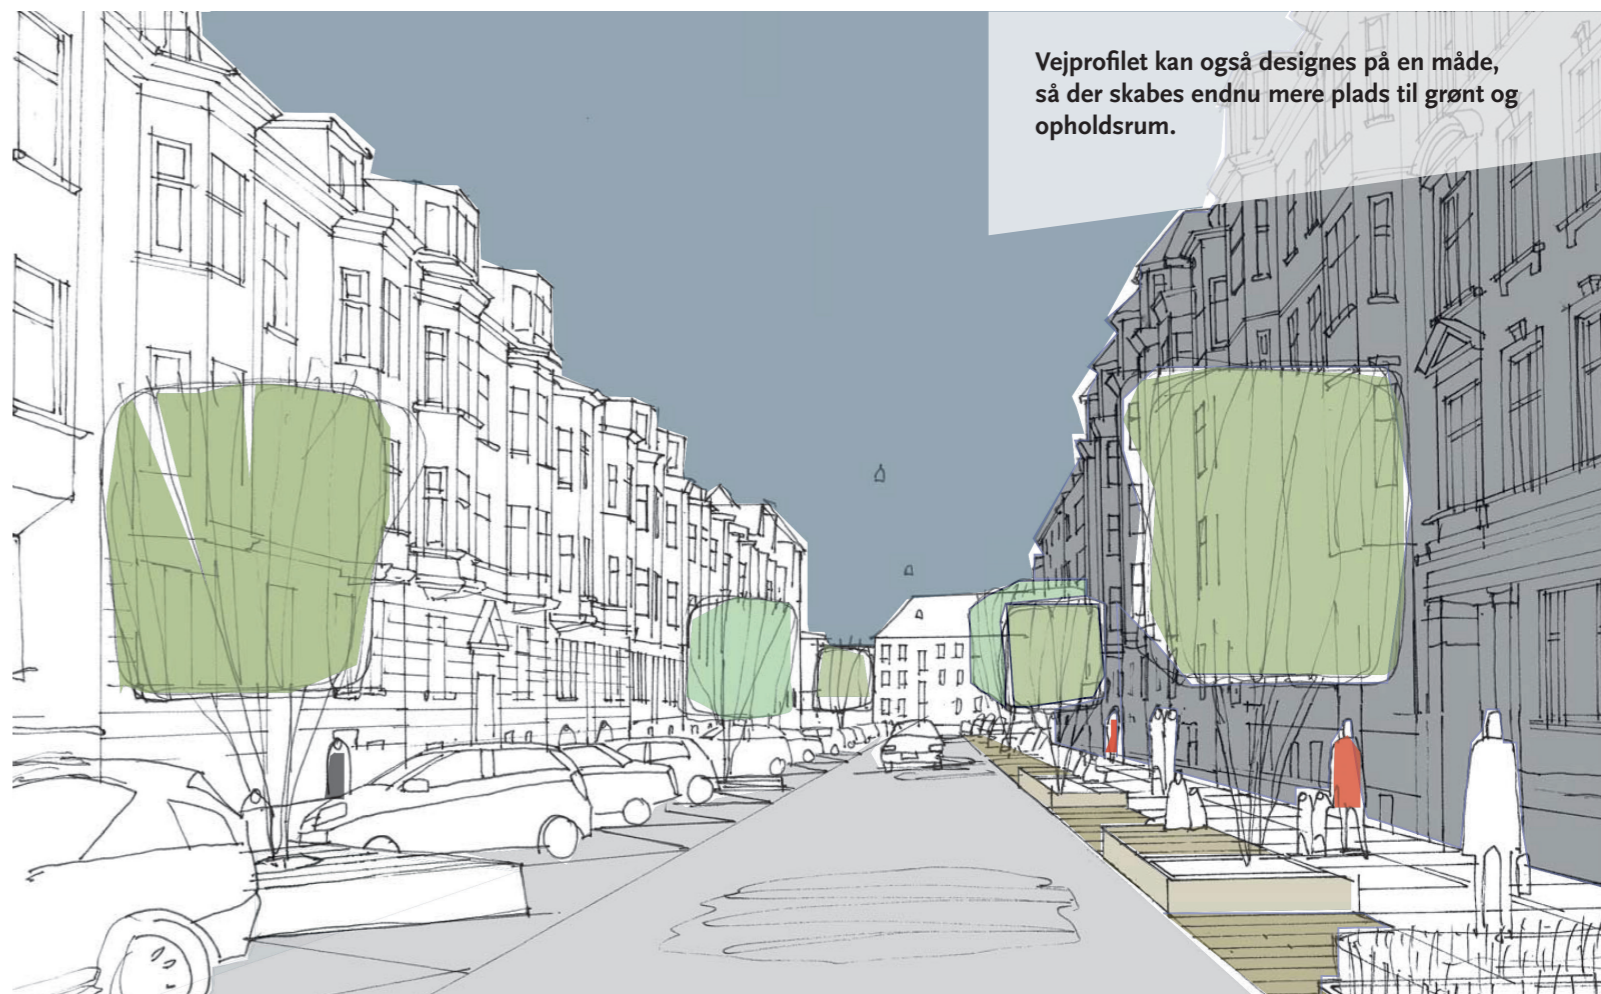 Vejprofilet kan også designes på en måde,
så der skabes endnu mere plads til grønt og
opholdsrum.